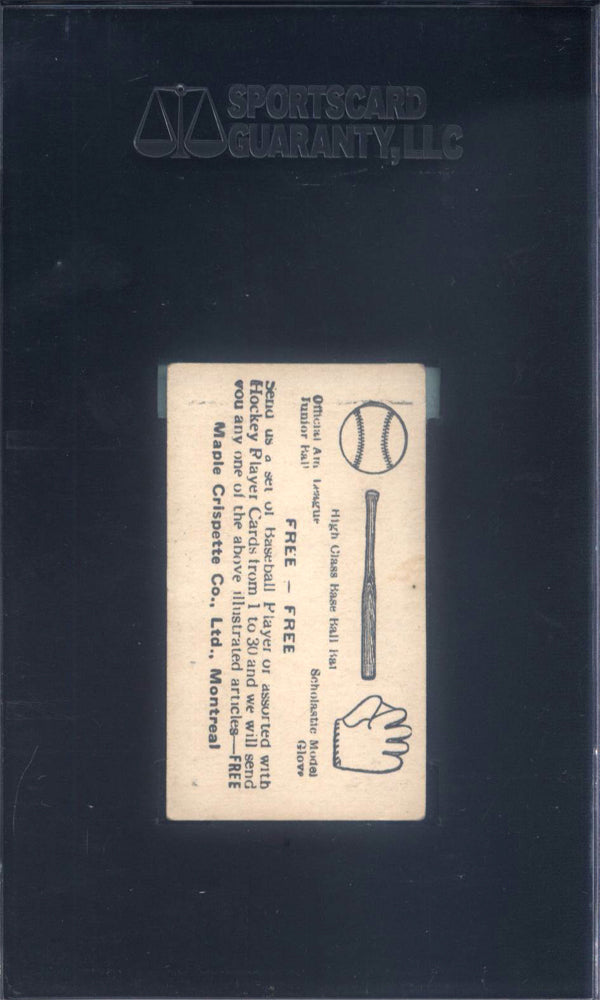 SPORTSCARD
GUARANTY, LLC
Official Am League
Junior Ball
High Class Base Ball Bat
Scholastic Model
Glove
FREE – FREE
Send us a set of Baseball Player or assorted with
Hockey Player Cards from 1 to 30 and we will send
you any one of the above illustrated articles—FREE
Maple Crispette Co., Ltd., Montreal